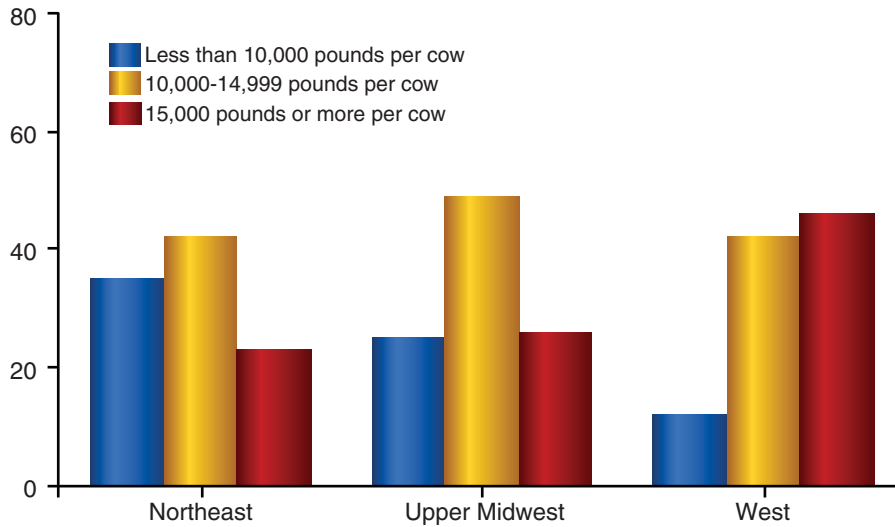 80
Less than 10,000 pounds per cow
10,000-14,999 pounds per cow
15,000 pounds or more per cow
60
40
20
0
Northeast Upper Midwest West